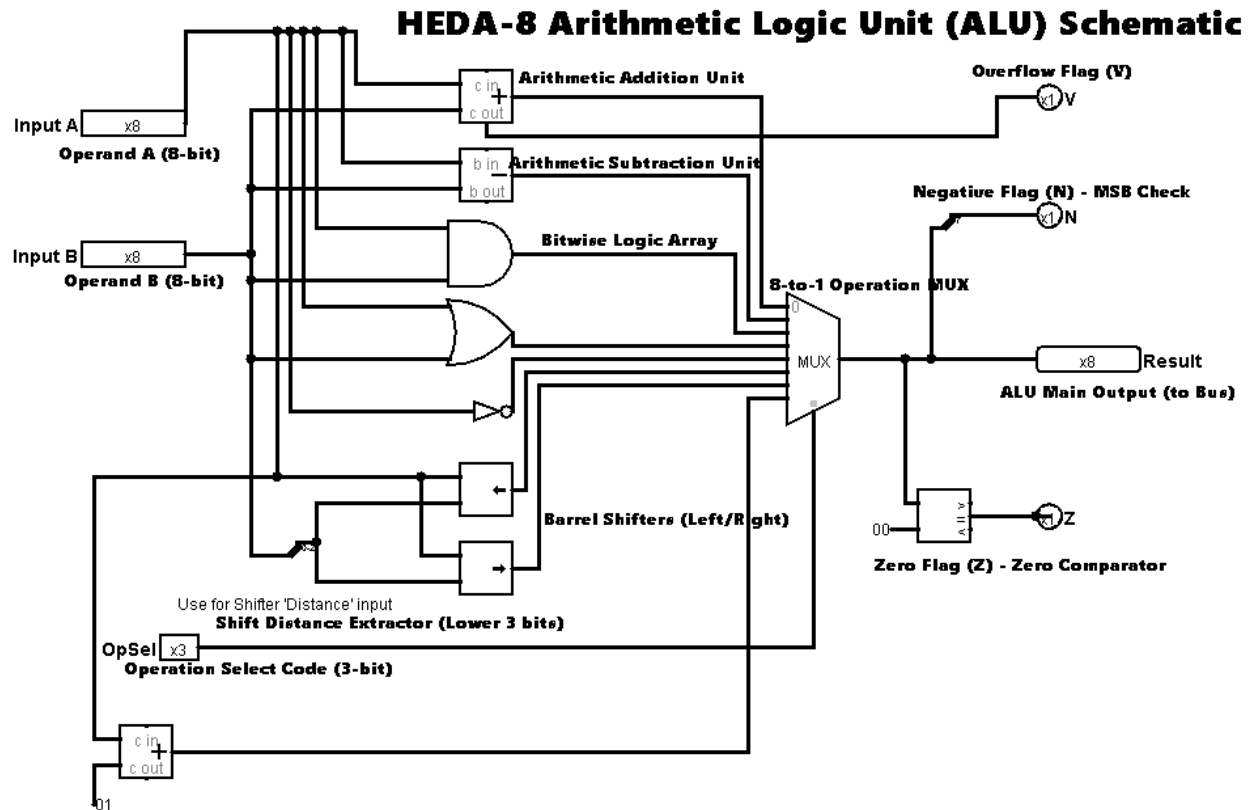 HEDA-8 Arithmetic Logic Unit (ALU) Schematic
Overflow Flag (V)
x1 V
c in
+
c out
Arithmetic Addition Unit
Input A x8
Operand A (8-bit)
b in
b out
Arithmetic Subtraction Unit
Negative Flag (N) - MSB Check
x1 N
Bitwise Logic Array
Input B x8
Operand B (8-bit)
8-to-1 Operation MUX
0
MUX
x8 Result
ALU Main Output (to Bus)
Barrel Shifters (Left/Right)
00
x1 Z
Zero Flag (Z) - Zero Comparator
Use for Shifter 'Distance' input
Shift Distance Extractor (Lower 3 bits)
OpSel x3
Operation Select Code (3-bit)
c in
+
c out
01